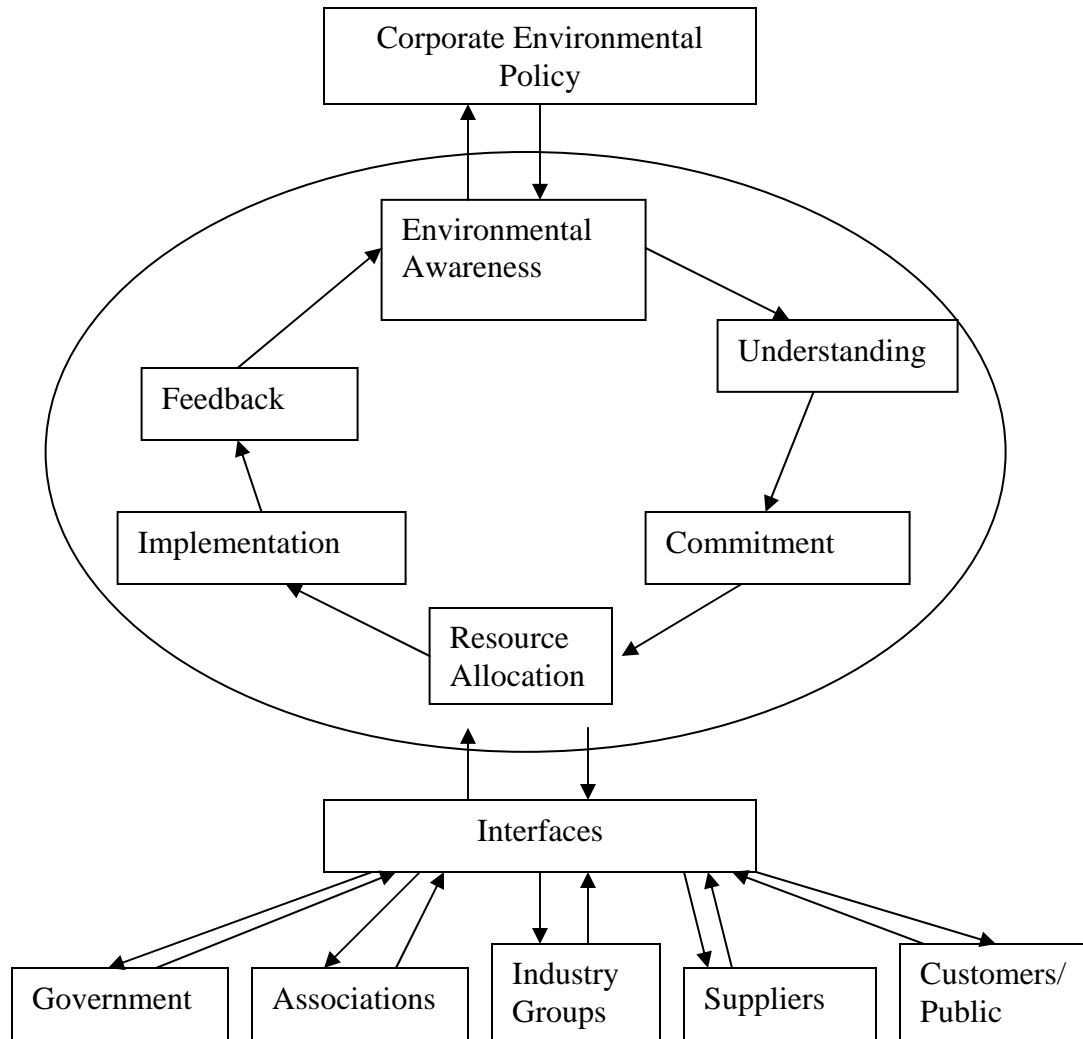 Corporate Environmental
Policy
Environmental
Awareness
Understanding
Feedback
Implementation
Commitment
Resource
Allocation
Interfaces
Government
Associations
Industry
Groups
Suppliers
Customers/
Public